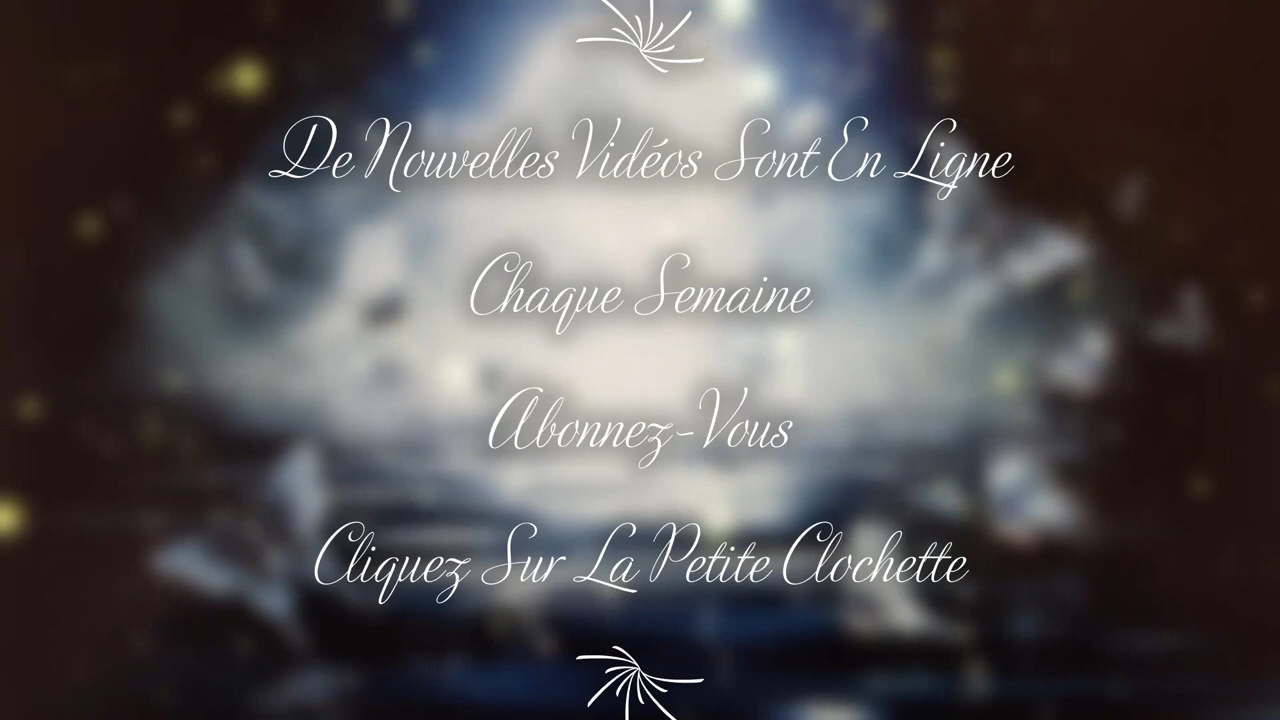 De Nouvelles Vidéos Sont En Ligne
Chaque Semaine
Abonnez-Vous
Cliquez Sur La Petite Clochette